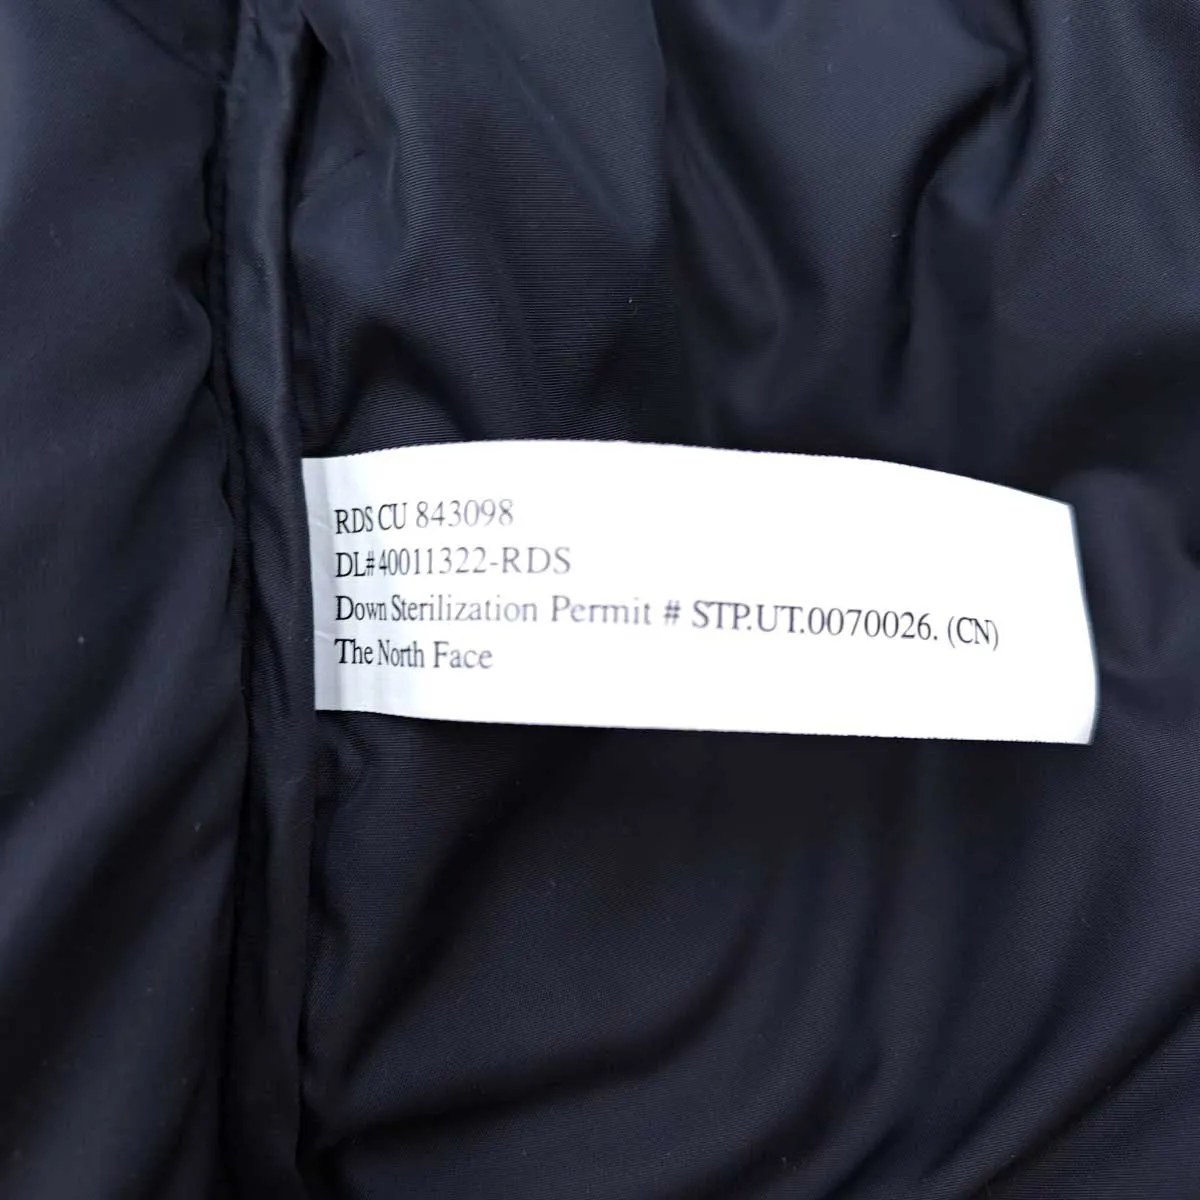 RDS CU 843098
DL# 40011322-RDS
Down Sterilization Permit # STP.UT.0070026. (CN)
The North Face